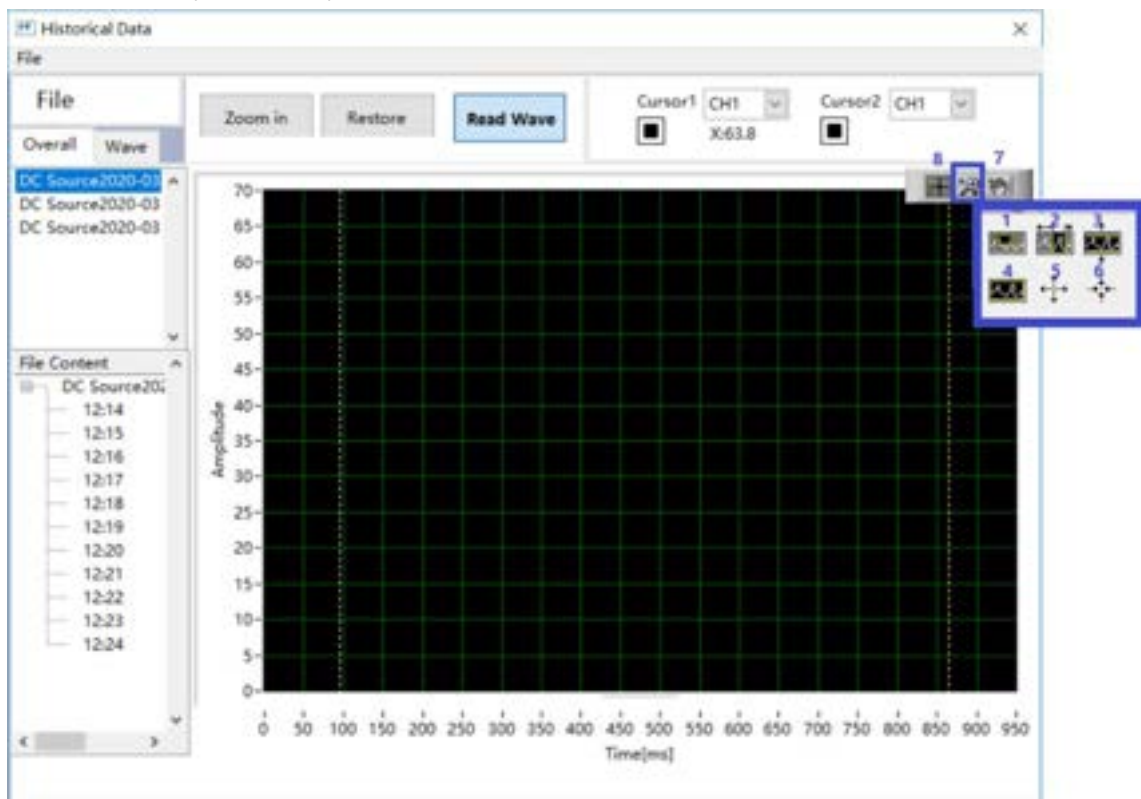 Historical Data
File
File
Overall Wave
Zoom in Restore Read Wave
Cursor1 CH1 Cursor2 CH1
X:63.8
DC Source2020-03
DC Source2020-03
DC Source2020-03
8 7
1 2 3
4 5 6
File Content
DC Source202
12:14
12:15
12:16
12:17
12:18
12:19
12:20
12:21
12:22
12:23
12:24
Amplitude
70
65
60
55
50
45
40
35
30
25
20
15
10
5
0
0 50 100 150 200 250 300 350 400 450 500 550 600 650 700 750 800 850 900 950
Time[ms]